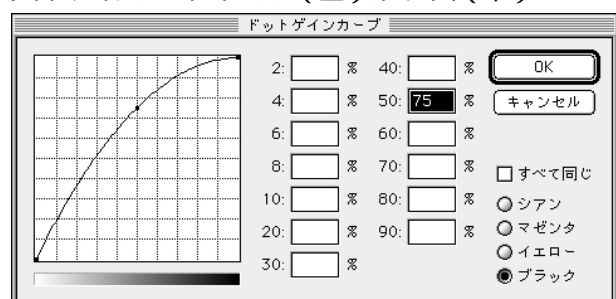 ドットゲインカーブ
2: % 40: % OK
4: % 50: 75 % キャンセル
6: % 60: %
8: % 70: % すべて同じ
10: % 80: % シアン
20: % 90: % マゼンタ
30: % イエロー
ブラック